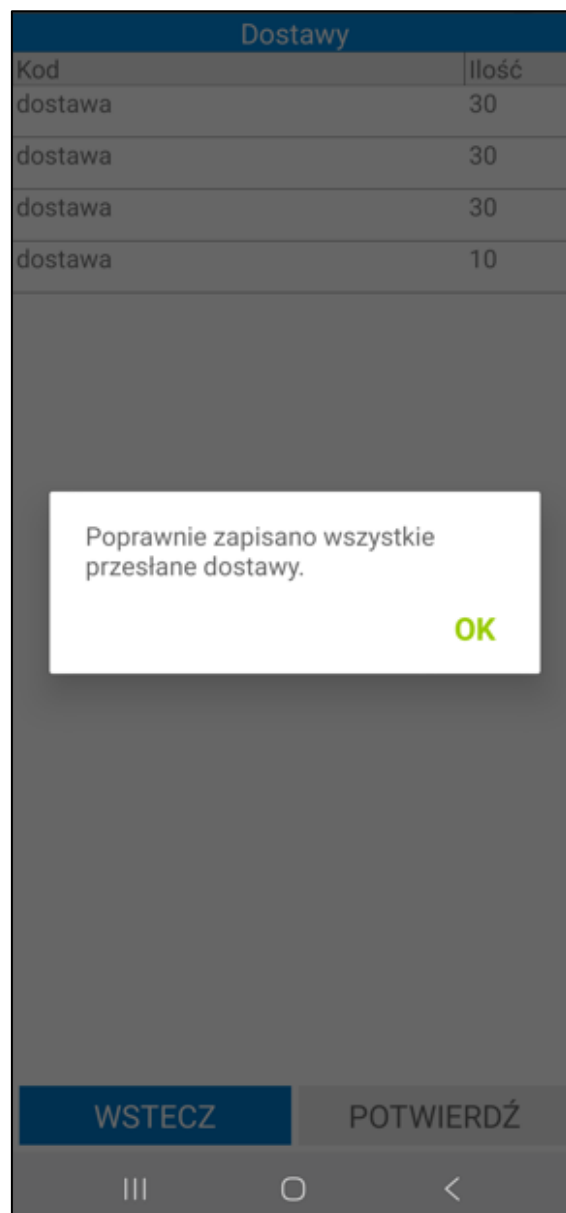 Dostawy
Kod Ilość
dostawa 30
dostawa 30
dostawa 30
dostawa 10
Poprawnie zapisano wszystkie
przesłane dostawy.
OK
WSTECZ POTWIERDŹ